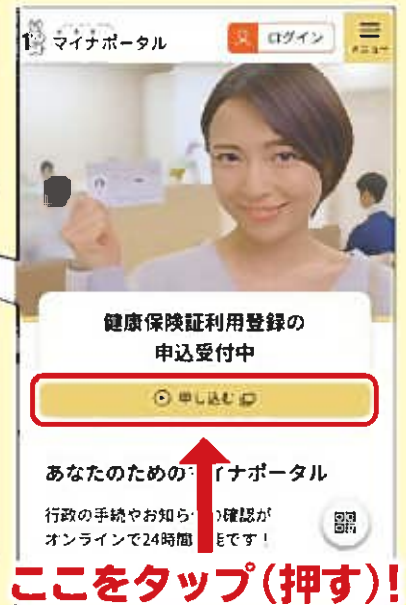 マイナポータル
ログイン
メニュー
健康保険証利用登録の
申込受付中
申し込む
あなたのための
イナポータル
行政の手続やお知ら
の確認が
オンラインで24時間
です！
ここをタップ(押す)!